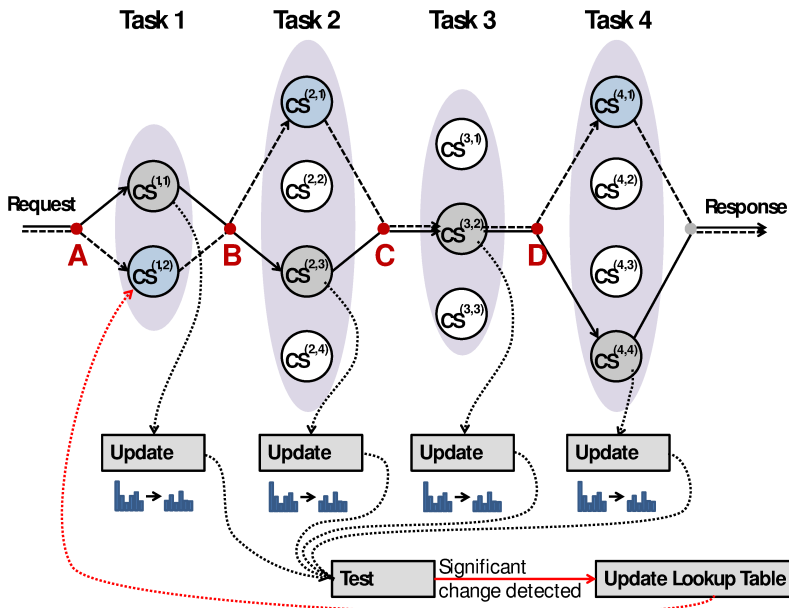 Task 1
Task 2
Task 3
Task 4
CS(1,1)
CS(1,2)
CS(2,1)
CS(2,2)
CS(2,3)
CS(2,4)
CS(3,1)
CS(3,2)
CS(3,3)
CS(4,1)
CS(4,2)
CS(4,3)
CS(4,4)
Request
A
B
C
D
Response
Update
Update
Update
Update
Test
Significant
change detected
Update Lookup Table